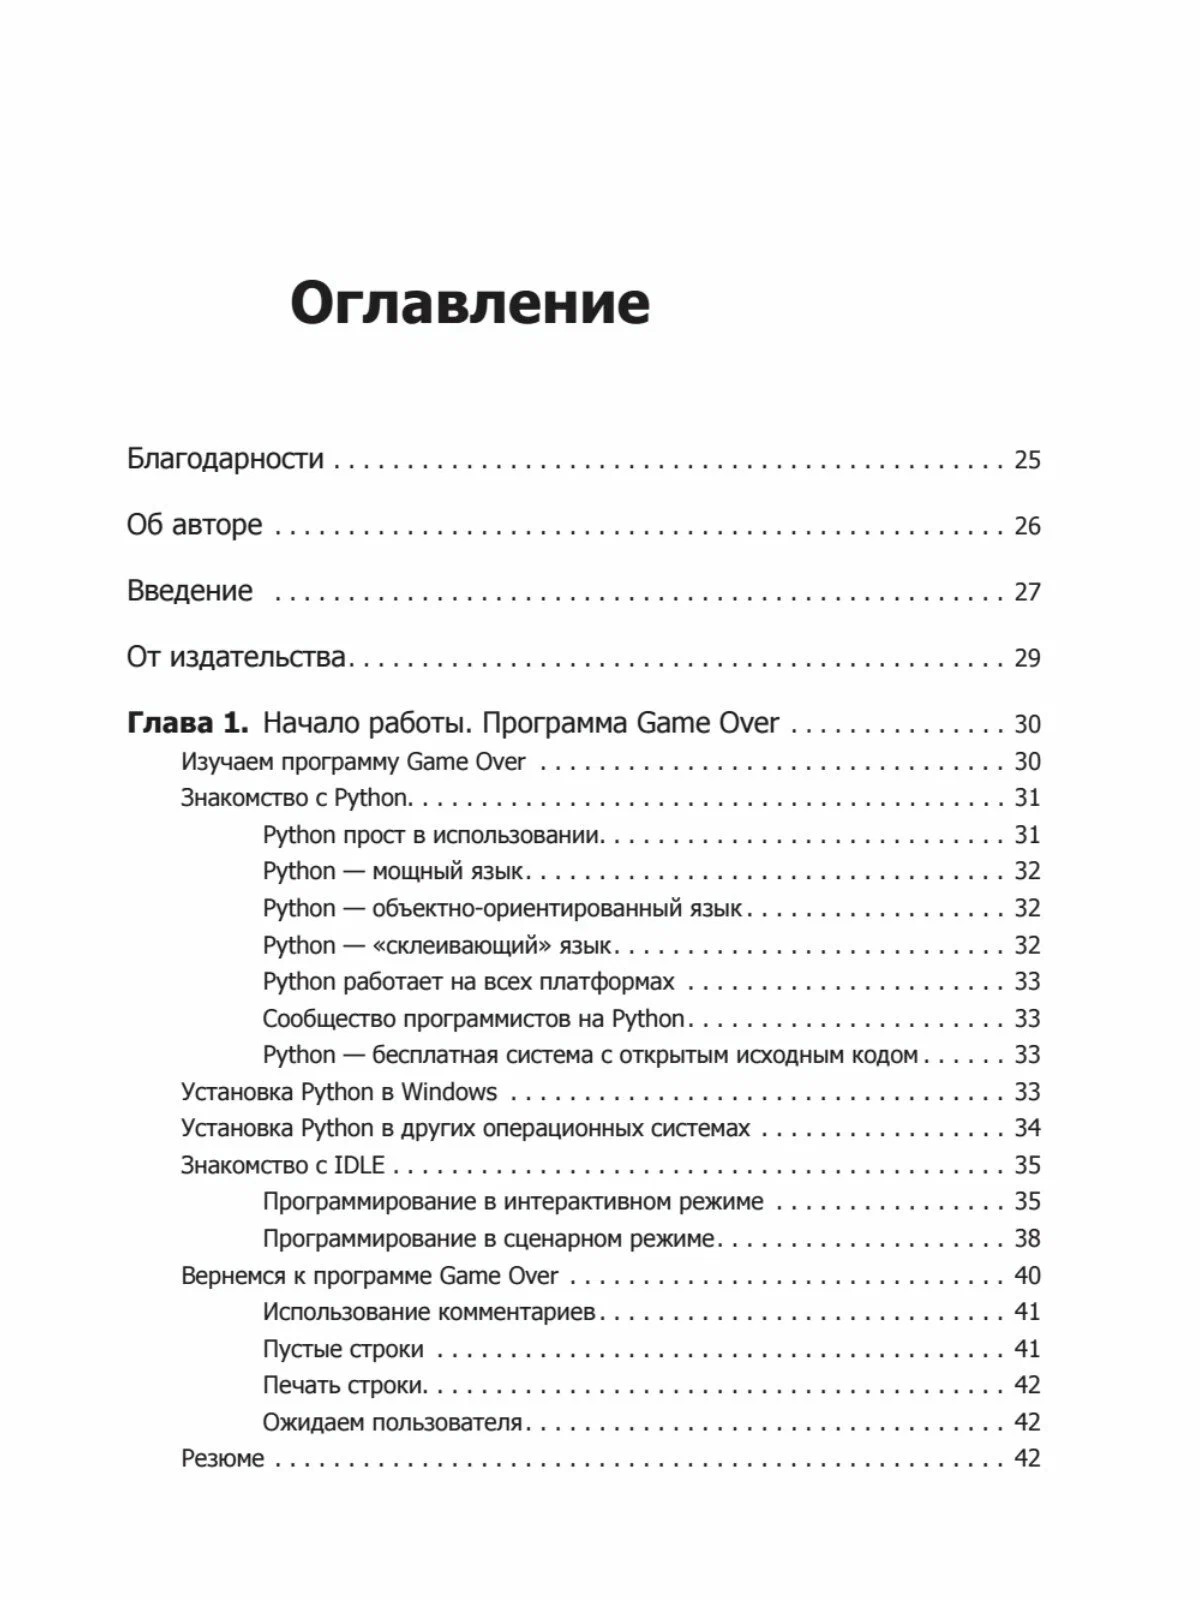 Оглавление
Благодарности . . . . . . . . . . . . . . . . . . . . . . . . . . . . . . . . . . . . . . . . . . . . . . 25
Об авторе . . . . . . . . . . . . . . . . . . . . . . . . . . . . . . . . . . . . . . . . . . . . . . . . . . 26
Введение . . . . . . . . . . . . . . . . . . . . . . . . . . . . . . . . . . . . . . . . . . . . . . . . . . 27
От издательства. . . . . . . . . . . . . . . . . . . . . . . . . . . . . . . . . . . . . . . . . . . . . 29
Глава 1. Начало работы. Программа Game Over . . . . . . . . . . . . . . . 30
Изучаем программу Game Over . . . . . . . . . . . . . . . . . . . . . . . . . . . . . . . . 30
Знакомство с Python. . . . . . . . . . . . . . . . . . . . . . . . . . . . . . . . . . . . . . . . . 31
Python прост в использовании. . . . . . . . . . . . . . . . . . . . . . . . . . . . 31
Python — мощный язык. . . . . . . . . . . . . . . . . . . . . . . . . . . . . . . . . 32
Python — объектно-ориентированный язык. . . . . . . . . . . . . . . . . . 32
Python — «склеивающий» язык. . . . . . . . . . . . . . . . . . . . . . . . . . . 32
Python работает на всех платформах . . . . . . . . . . . . . . . . . . . . . . 33
Сообщество программистов на Python. . . . . . . . . . . . . . . . . . . . . . 33
Python — бесплатная система с открытым исходным кодом . . . . . . 33
Установка Python в Windows . . . . . . . . . . . . . . . . . . . . . . . . . . . . . . . . . . 33
Установка Python в других операционных системах . . . . . . . . . . . . . . . . . 34
Знакомство с IDLE . . . . . . . . . . . . . . . . . . . . . . . . . . . . . . . . . . . . . . . . . . 35
Программирование в интерактивном режиме . . . . . . . . . . . . . . . . 35
Программирование в сценарном режиме. . . . . . . . . . . . . . . . . . . . 38
Вернемся к программе Game Over . . . . . . . . . . . . . . . . . . . . . . . . . . . . . . 40
Использование комментариев. . . . . . . . . . . . . . . . . . . . . . . . . . . . 41
Пустые строки . . . . . . . . . . . . . . . . . . . . . . . . . . . . . . . . . . . . . . . 41
Печать строки. . . . . . . . . . . . . . . . . . . . . . . . . . . . . . . . . . . . . . . . 42
Ожидаем пользователя. . . . . . . . . . . . . . . . . . . . . . . . . . . . . . . . . 42
Резюме . . . . . . . . . . . . . . . . . . . . . . . . . . . . . . . . . . . . . . . . . . . . . . . . . . 42